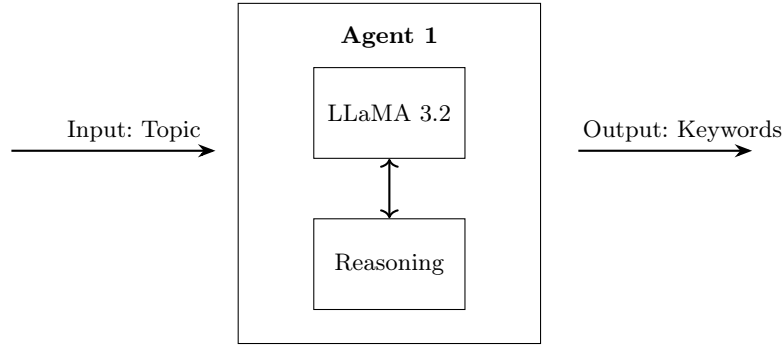 Agent 1
LLaMA 3.2
Input: Topic
Output: Keywords
Reasoning